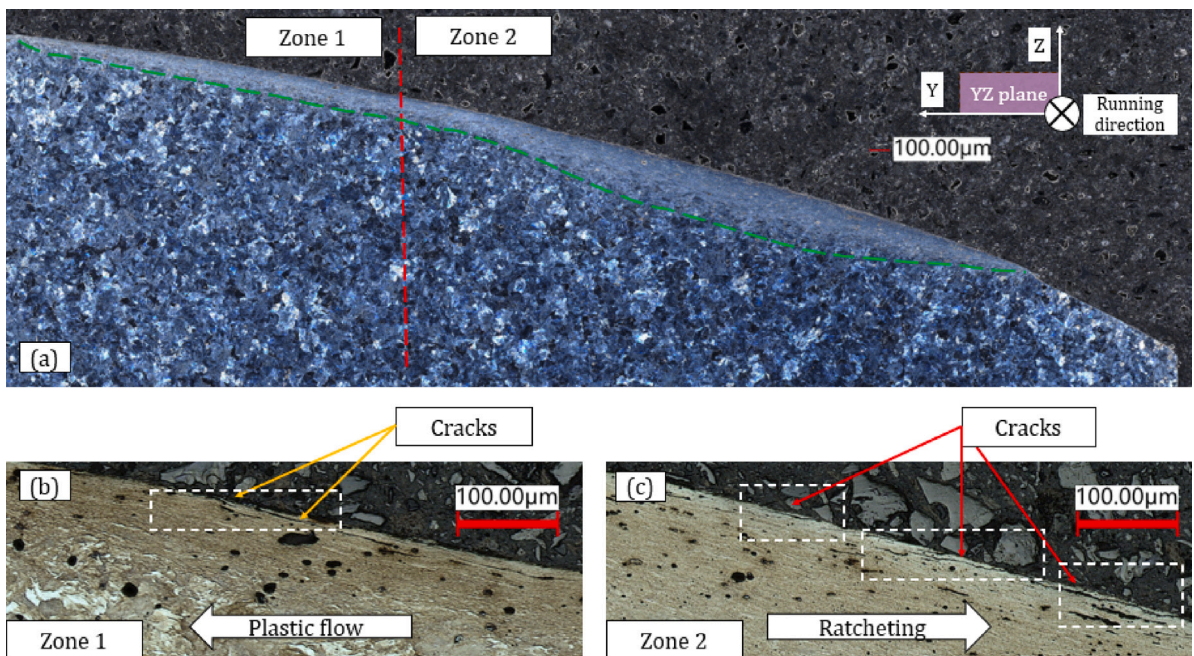 Zone 1
Zone 2
Z
Y
YZ plane
Running
direction
100.00µm
(a)
Cracks
Cracks
(b)
100.00µm
(c)
100.00µm
Plastic flow
Zone 1
Ratcheting
Zone 2